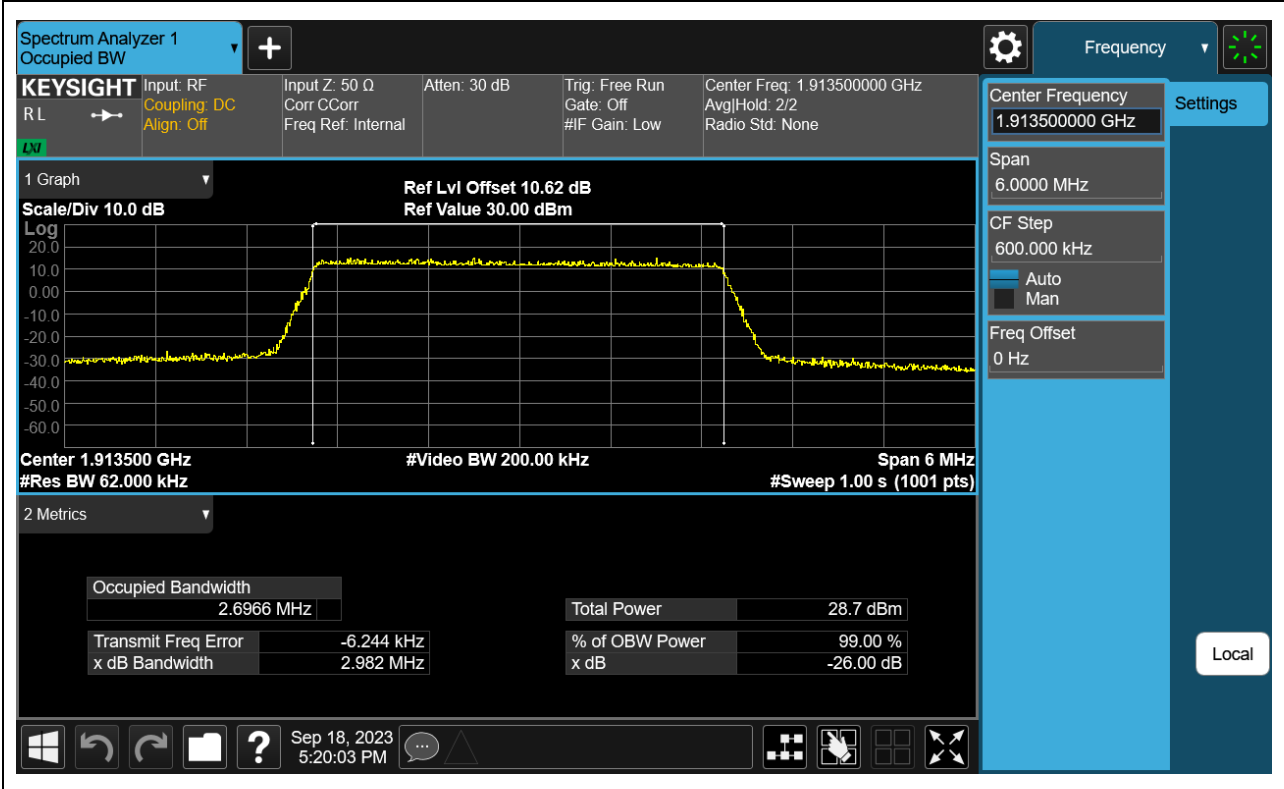 Spectrum Analyzer 1
Occupied BW
Frequency
KEYSIGHT
R L
LXI
Input: RF
Coupling: DC
Align: Off
Input Z: 50 Ω
Corr CCorr
Freq Ref: Internal
Atten: 30 dB
Trig: Free Run
Gate: Off
#IF Gain: Low
Center Freq: 1.913500000 GHz
Avg|Hold: 2/2
Radio Std: None
Center Frequency
1.913500000 GHz
Settings
Span
6.0000 MHz
CF Step
600.000 kHz
Auto
Man
Freq Offset
0 Hz
Local
1 Graph
Scale/Div 10.0 dB
Ref Lvl Offset 10.62 dB
Ref Value 30.00 dBm
Log
20.0
10.0
0.00
-10.0
-20.0
-30.0
-40.0
-50.0
-60.0
Center 1.913500 GHz
#Video BW 200.00 kHz
Span 6 MHz
#Res BW 62.000 kHz
#Sweep 1.00 s (1001 pts)
2 Metrics
Occupied Bandwidth
2.6966 MHz
Total Power 28.7 dBm
Transmit Freq Error -6.244 kHz
% of OBW Power 99.00 %
x dB Bandwidth 2.982 MHz
x dB -26.00 dB
?
Sep 18, 2023
5:20:03 PM